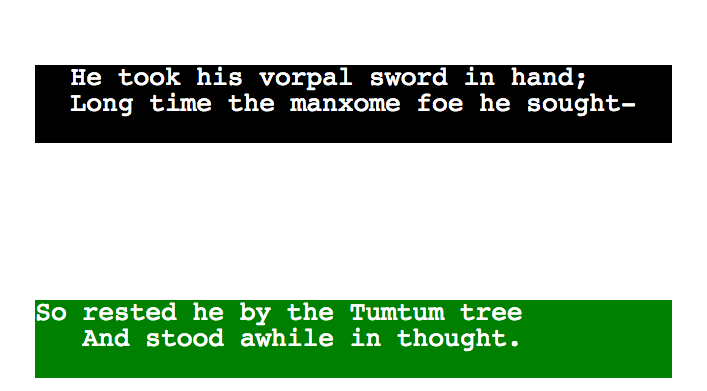 He took his vorpal sword in hand;
Long time the manxome foe he sought—
So rested he by the Tumtum tree
And stood awhile in thought.